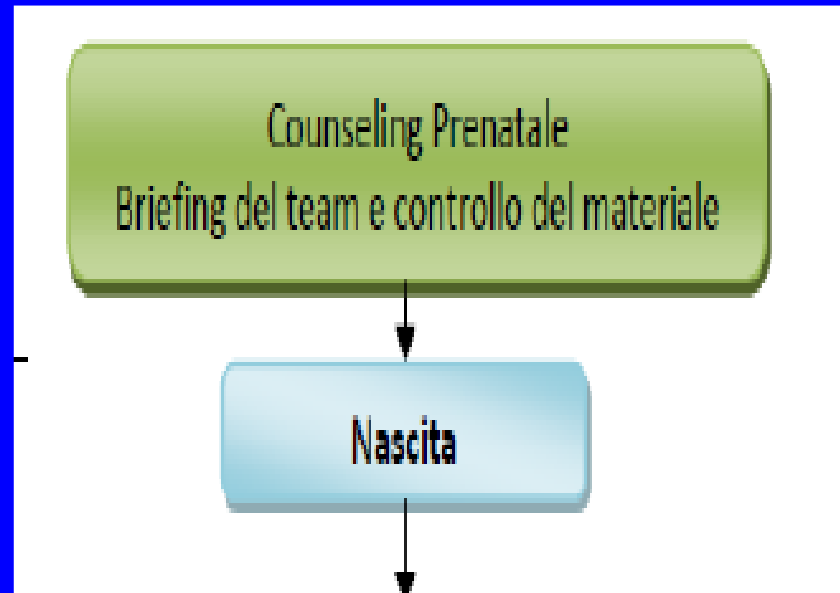 Counseling Prenatale
Briefing del team e controllo del materiale
Nascita